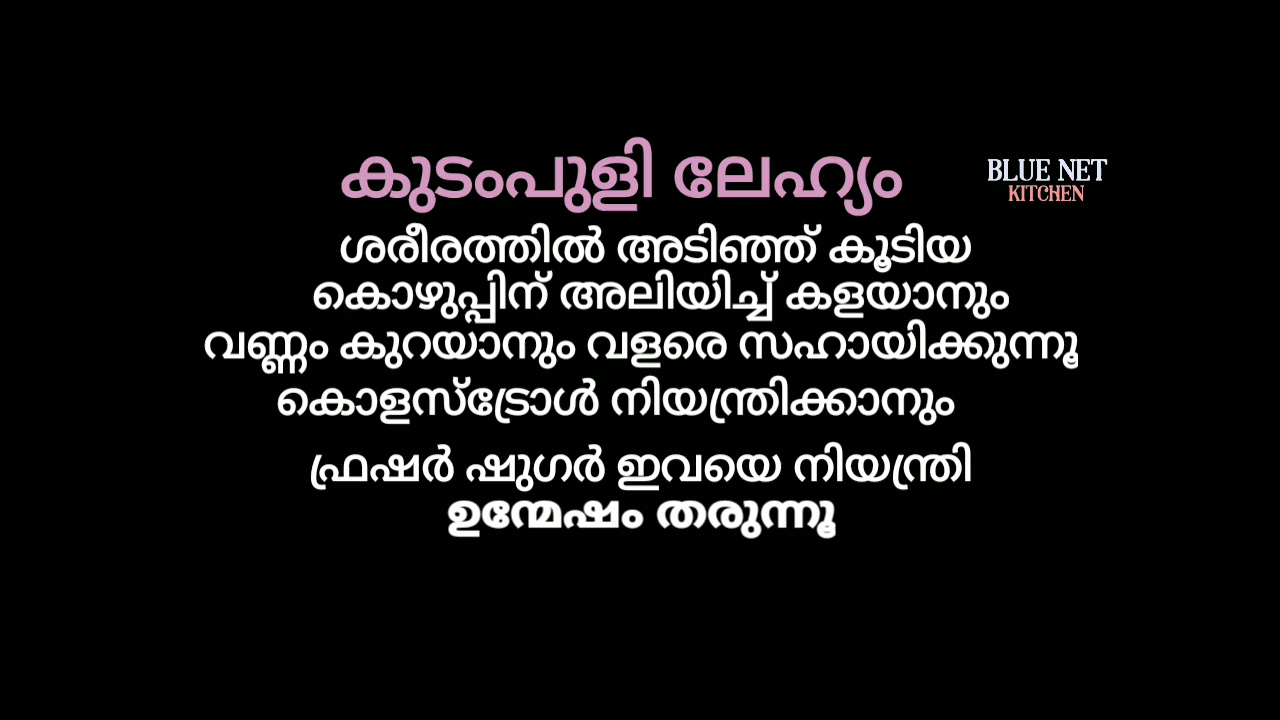 കുടംപുളി ലേഹ്യം
BLUE NET
KITCHEN
ശരീരത്തിൽ അടിഞ്ഞ് കൂടിയ
കൊഴുപ്പിന് അലിയിച്ച് കളയാനും
വണ്ണം കുറയാനും വളരെ സഹായിക്കുന്നൂ
കൊളസ്ട്രോൾ നിയന്ത്രിക്കാനും
ഫ്രഷർ ഷുഗർ ഇവയെ നിയന്ത്രി
ഉന്മേഷം തരുന്നൂ